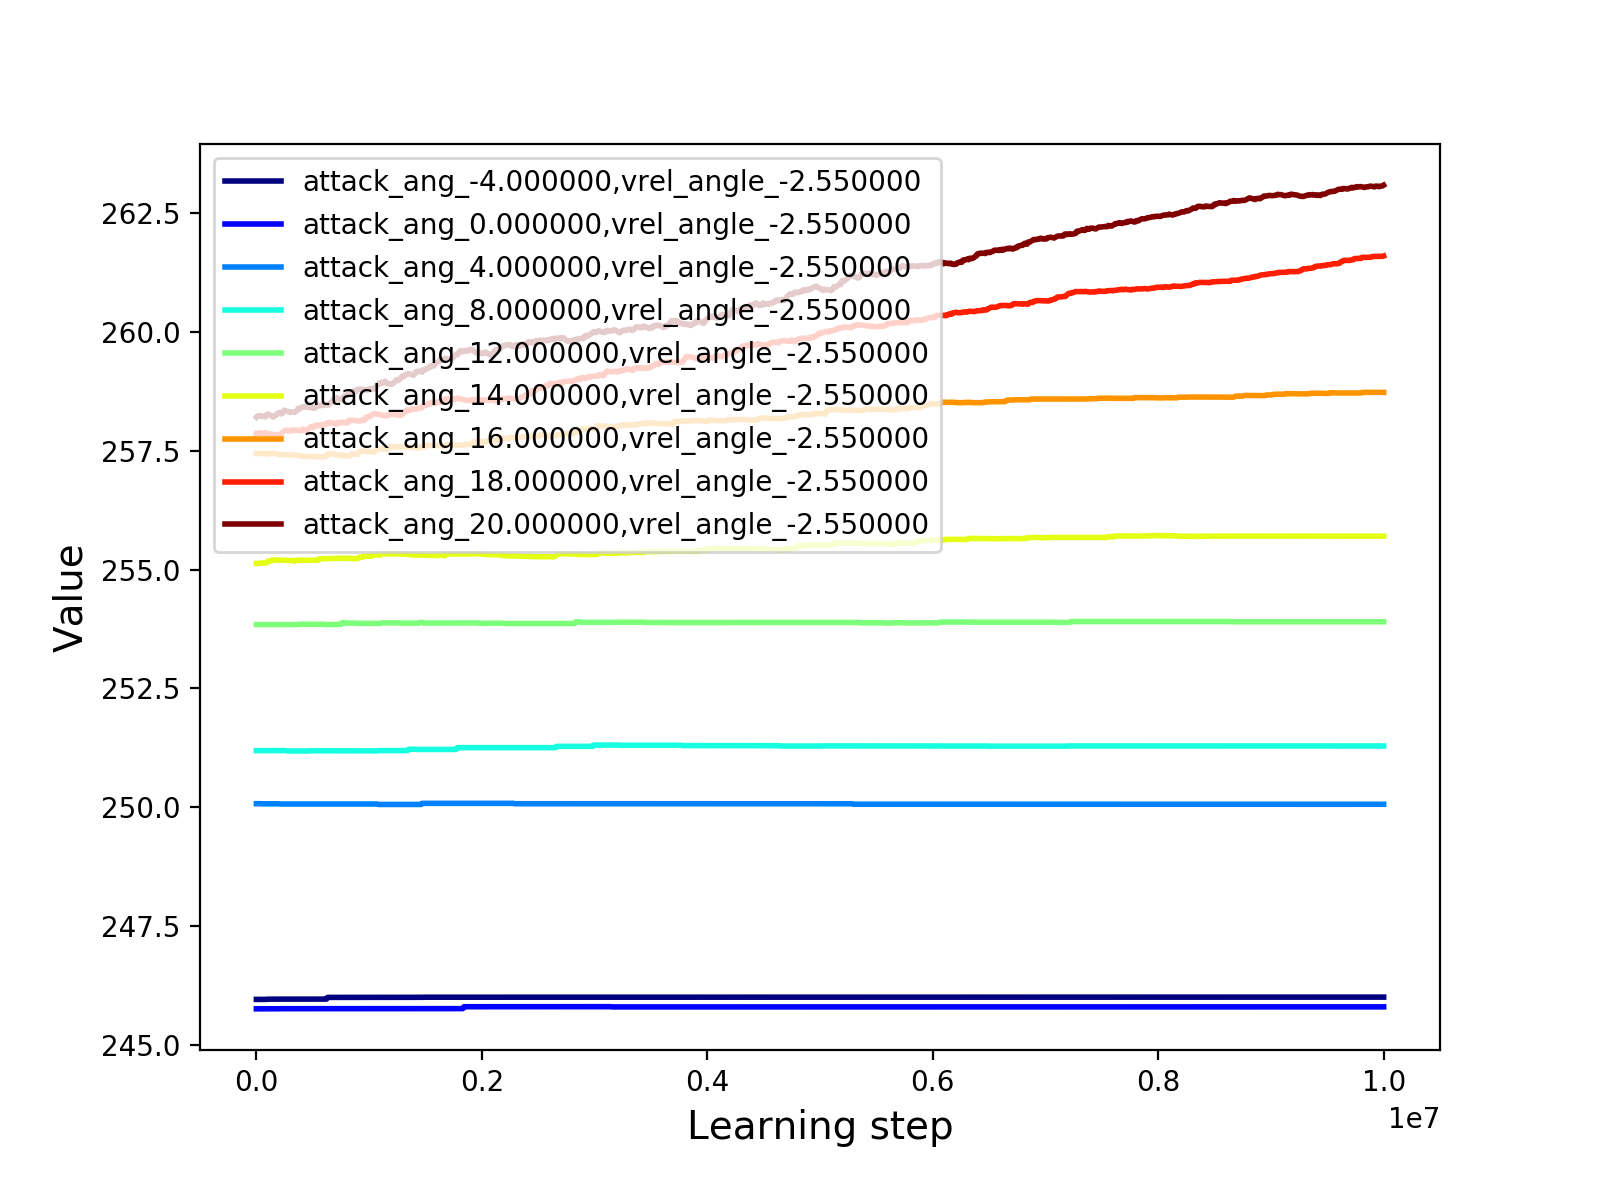 attack_ang_-4.000000,vrel_angle_-2.550000
attack_ang_0.000000,vrel_angle_-2.550000
attack_ang_4.000000,vrel_angle_-2.550000
attack_ang_8.000000,vrel_angle_-2.550000
attack_ang_12.000000,vrel_angle_-2.550000
attack_ang_14.000000,vrel_angle_-2.550000
attack_ang_16.000000,vrel_angle_-2.550000
attack_ang_18.000000,vrel_angle_-2.550000
attack_ang_20.000000,vrel_angle_-2.550000
262.5
260.0
257.5
255.0
252.5
250.0
247.5
245.0
Value
0.0 0.2 0.4 0.6 0.8 1.0
1e7
Learning step